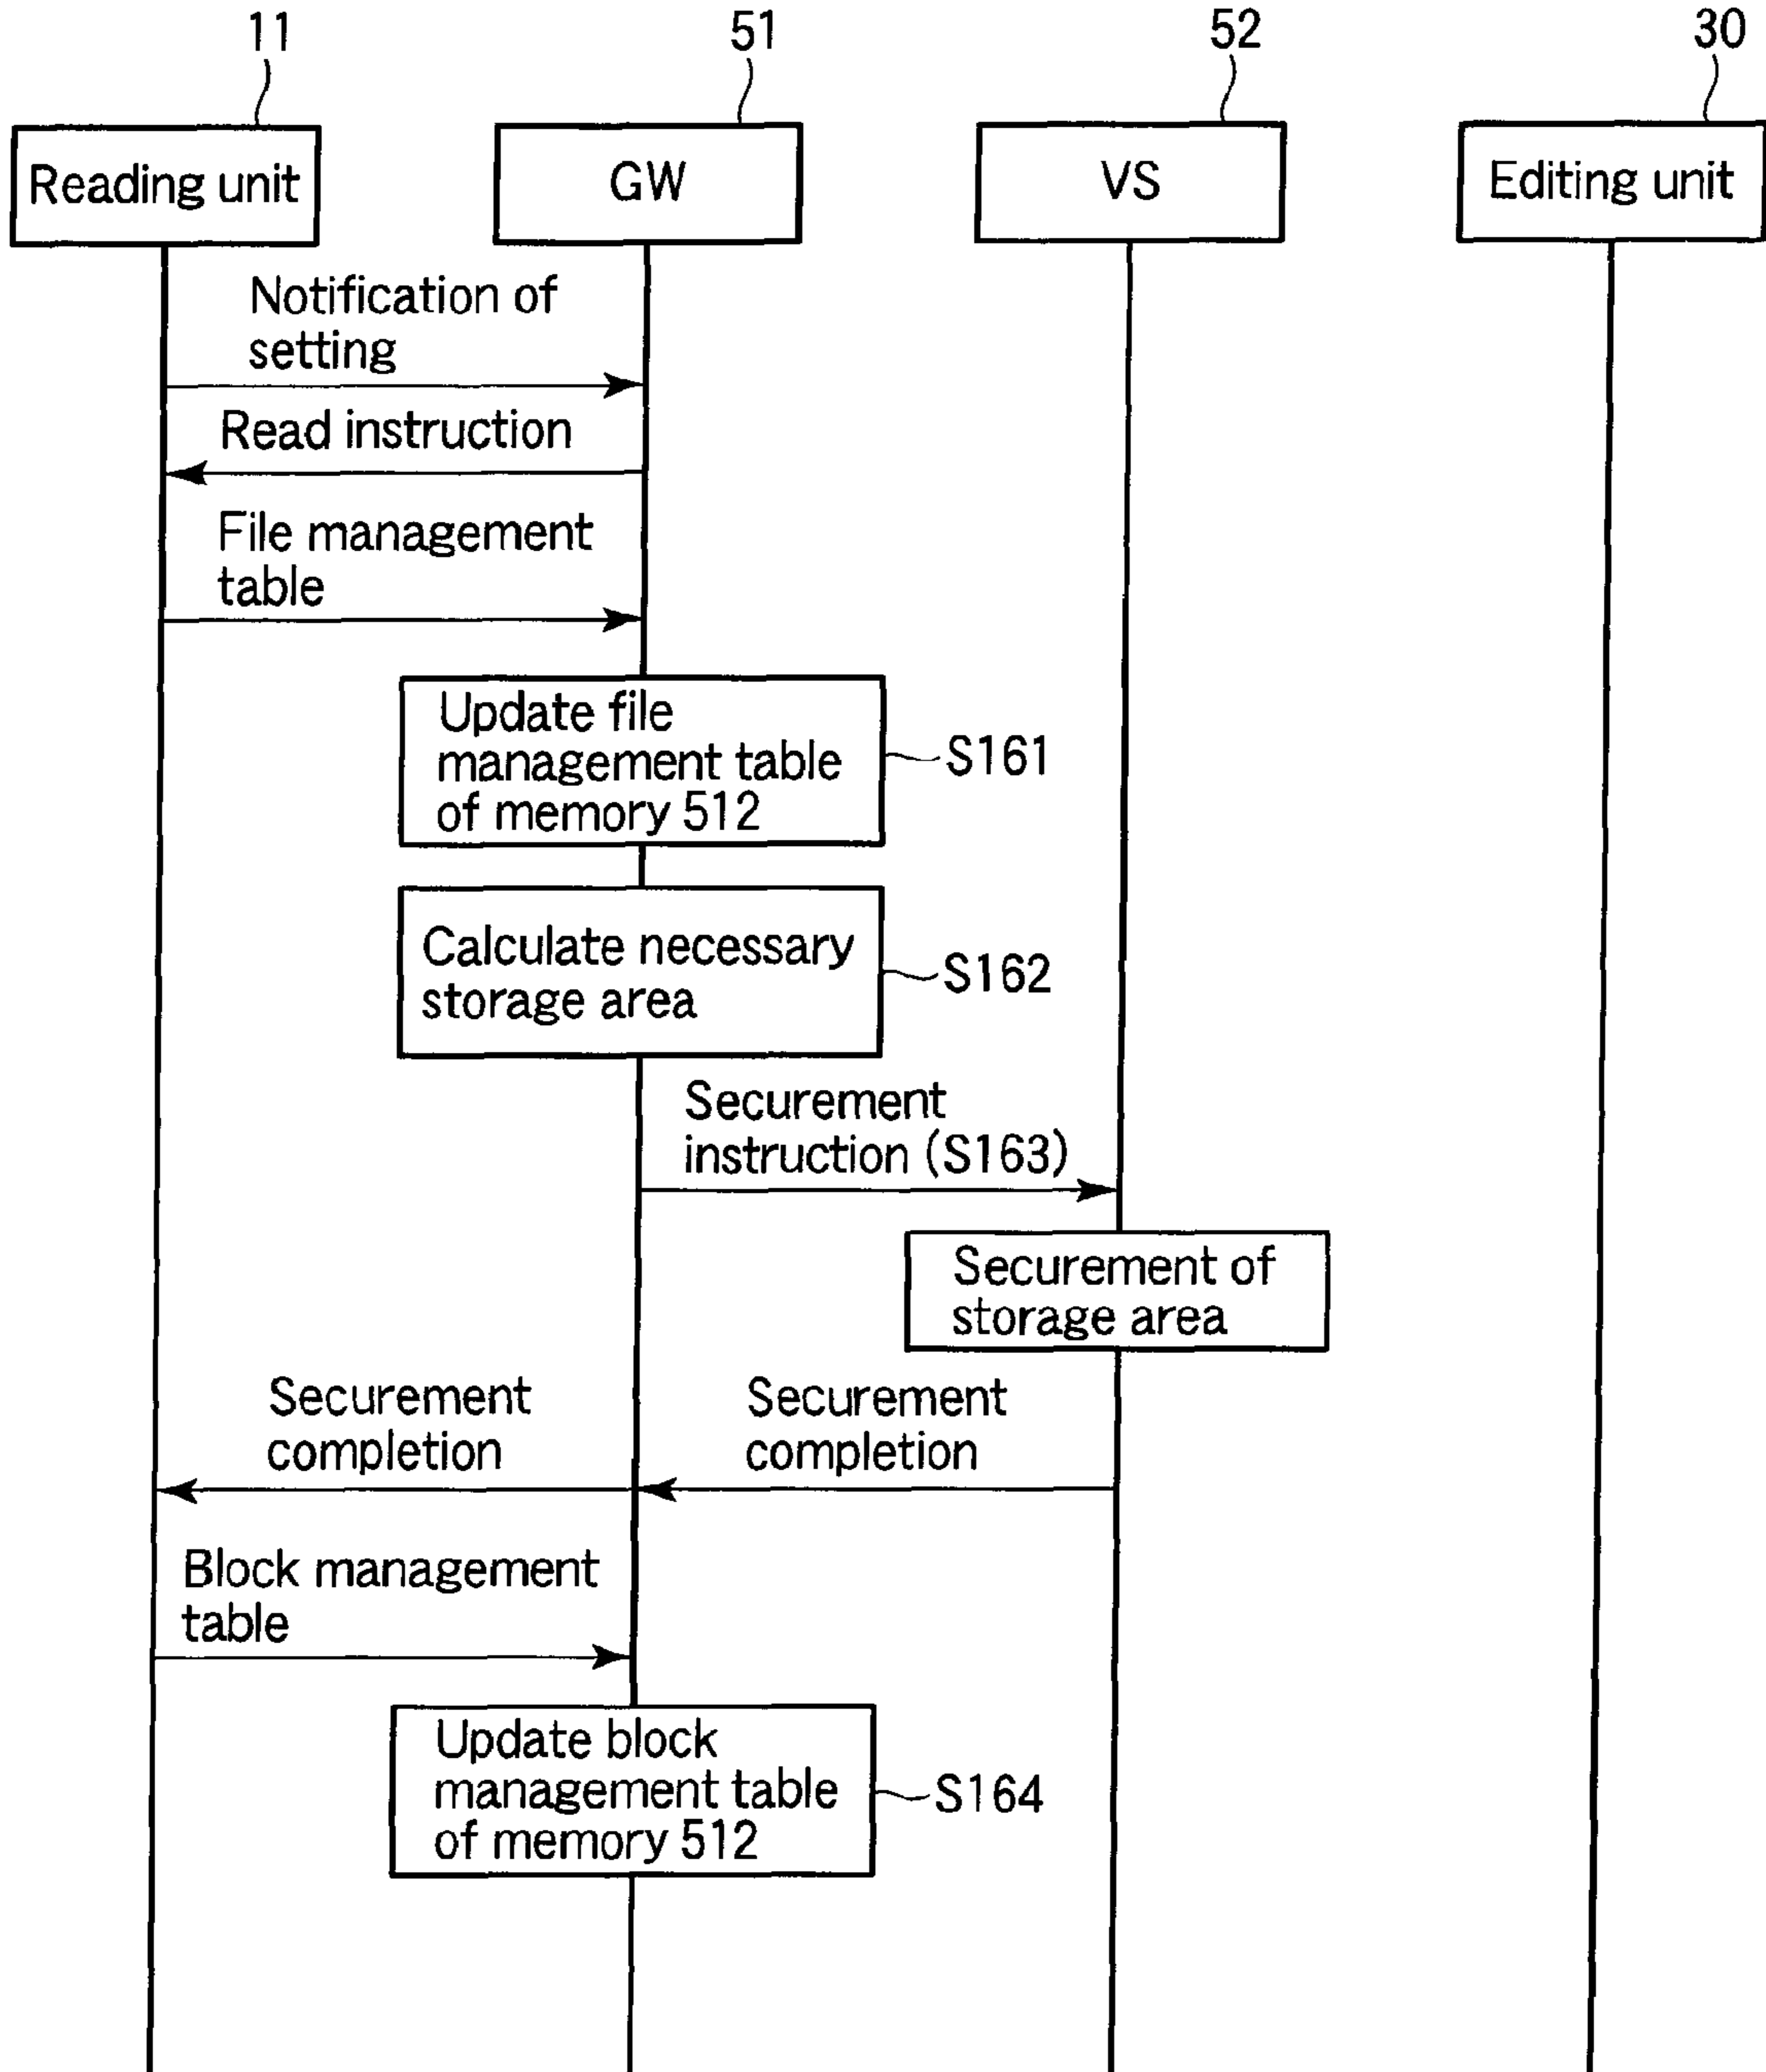 11
51
52
30
Reading unit
GW
VS
Editing unit
Notification of
setting
Read instruction
File management
table
Update file
management table
of memory 512
S161
Calculate necessary
storage area
S162
Securement
instruction (S163)
Securement of
storage area
Securement
completion
Securement
completion
Block management
table
Update block
management table
of memory 512
S164